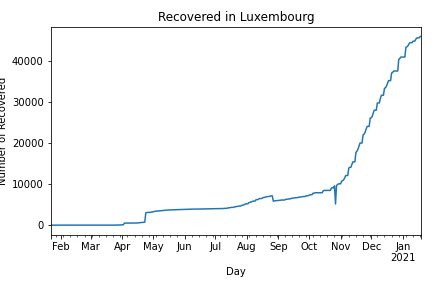 Recovered in Luxembourg
Number of Recovered
40000
30000
20000
10000
0
Feb Mar Apr May Jun Jul Aug Sep Oct Nov Dec Jan
2021
Day